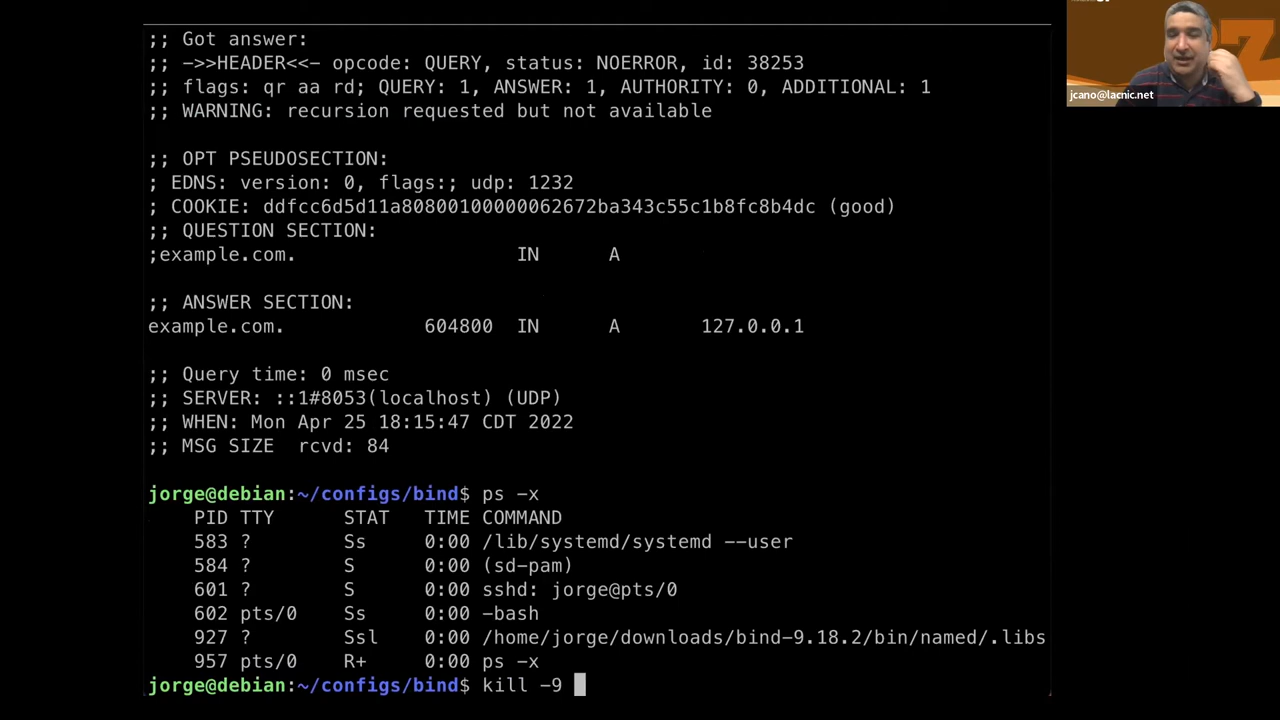 ;; Got answer:
;; ->>HEADER<<- opcode: QUERY, status: NOERROR, id: 38253
;; flags: qr aa rd; QUERY: 1, ANSWER: 1, AUTHORITY: 0, ADDITIONAL: 1
;; WARNING: recursion requested but not available
;; OPT PSEUDOSECTION:
; EDNS: version: 0, flags:; udp: 1232
; COOKIE: ddfcc6d5d11a80800100000062672ba343c55c1b8fc8b4dc (good)
;; QUESTION SECTION:
;example.com. IN A
;; ANSWER SECTION:
example.com. 604800 IN A 127.0.0.1
;; Query time: 0 msec
;; SERVER: ::1#8053(localhost) (UDP)
;; WHEN: Mon Apr 25 18:15:47 CDT 2022
;; MSG SIZE rcvd: 84
jorge@debian:~/configs/bind$ ps -x
PID TTY STAT TIME COMMAND
583 ? Ss 0:00 /lib/systemd/systemd --user
584 ? S 0:00 (sd-pam)
601 ? S 0:00 sshd: jorge@pts/0
602 pts/0 Ss 0:00 -bash
927 ? Ssl 0:00 /home/jorge/downloads/bind-9.18.2/bin/named/.libs
957 pts/0 R+ 0:00 ps -x
jorge@debian:~/configs/bind$ kill -9
jcano@lacnic.net